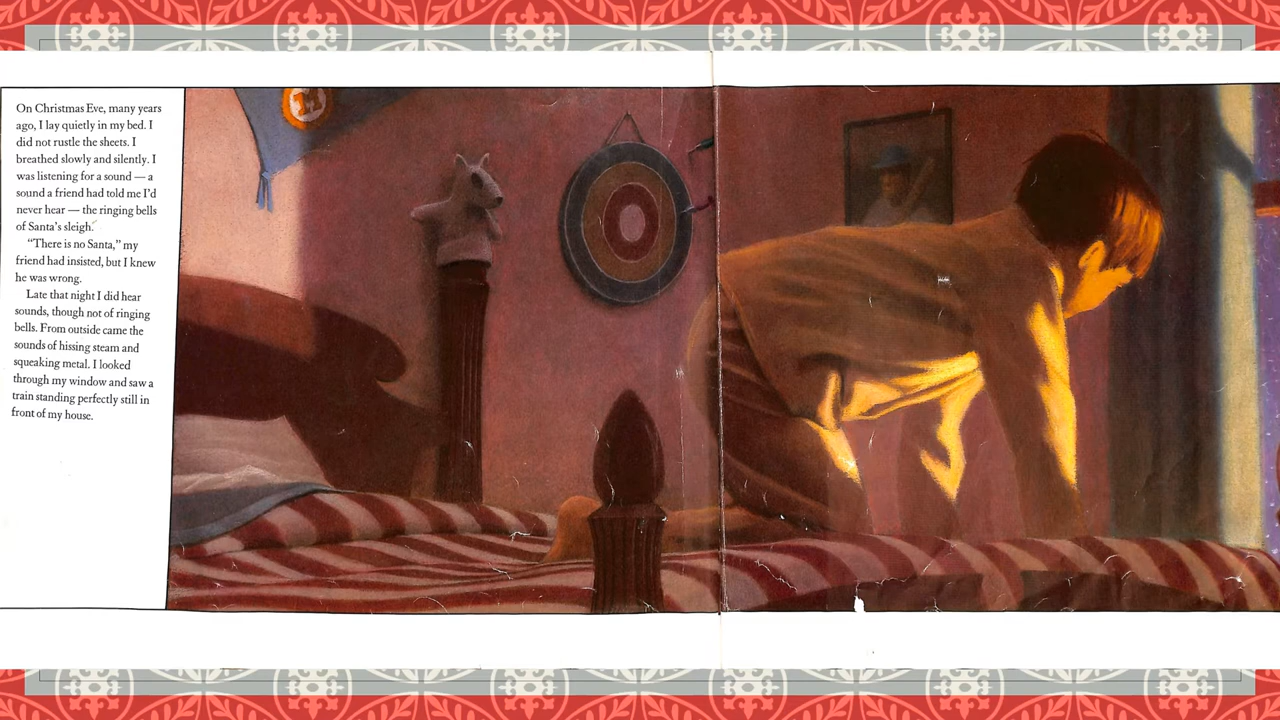 On Christmas Eve, many years
ago, I lay quietly in my bed. I
did not rustle the sheets. I
breathed slowly and silently. I
was listening for a sound — a
sound a friend had told me I’d
never hear — the ringing bells
of Santa’s sleigh.
“There is no Santa,” my
friend had insisted, but I knew
he was wrong.
Late that night I did hear
sounds, though not of ringing
bells. From outside came the
sounds of hissing steam and
squeaking metal. I looked
through my window and saw a
train standing perfectly still in
front of my house.